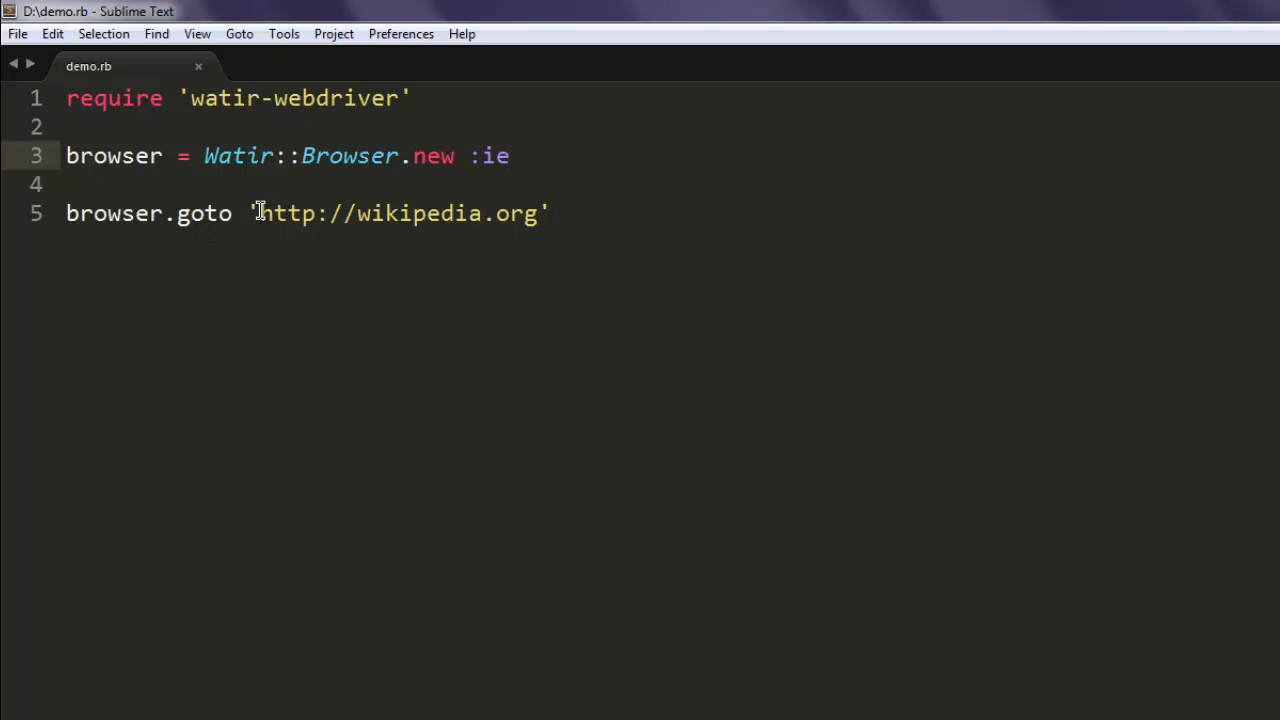 D:\demo.rb - Sublime Text
File Edit Selection Find View Goto Tools Project Preferences Help
demo.rb ×
1 require 'watir-webdriver'
2
3 browser = Watir::Browser.new :ie
4
5 browser.goto 'http://wikipedia.org'